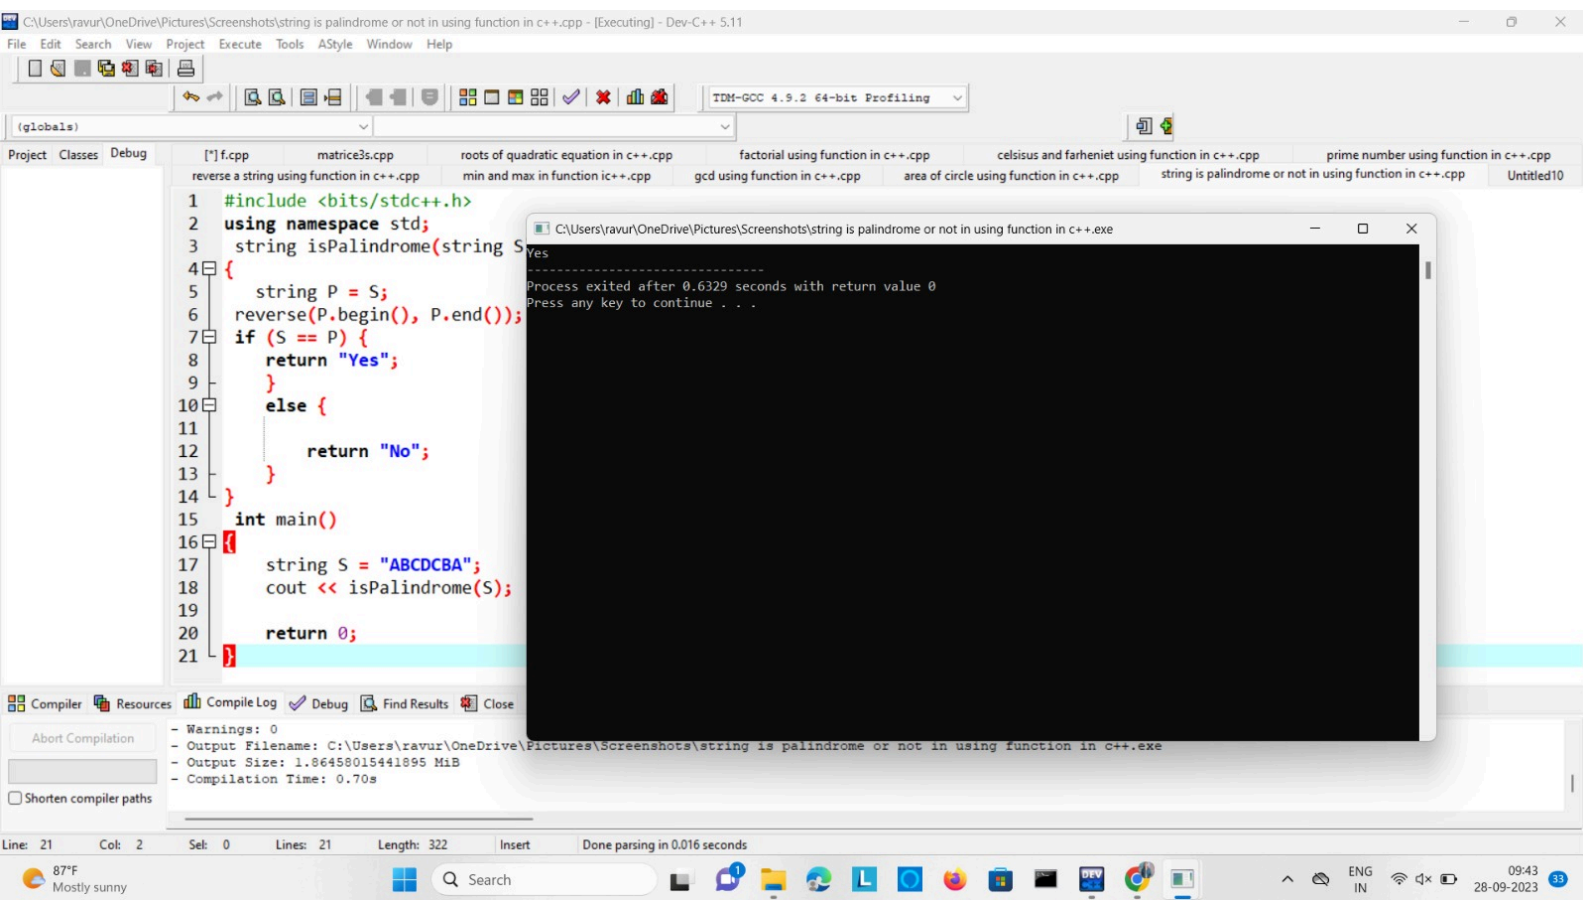 C:\Users\ravur\OneDrive\Pictures\Screenshots\string is palindrome or not in using function in c++.cpp - [Executing] - Dev-C++ 5.11
File Edit Search View Project Execute Tools AStyle Window Help
TDM-GCC 4.9.2 64-bit Profiling
(globals)
Project Classes Debug
[*] f.cpp matrice3s.cpp roots of quadratic equation in c++.cpp factorial using function in c++.cpp celsisus and farheniet using function in c++.cpp prime number using function in c++.cpp
reverse a string using function in c++.cpp min and max in function ic++.cpp gcd using function in c++.cpp area of circle using function in c++.cpp string is palindrome or not in using function in c++.cpp Untitled10
1 #include <bits/stdc++.h>
2 using namespace std;
3 string isPalindrome(string S
4 {
5 string P = S;
6 reverse(P.begin(), P.end());
7 if (S == P) {
8 return "Yes";
9 }
10 else {
11
12 return "No";
13 }
14 }
15 int main()
16 {
17 string S = "ABCDCBA";
18 cout << isPalindrome(S);
19
20 return 0;
21 }
C:\Users\ravur\OneDrive\Pictures\Screenshots\string is palindrome or not in using function in c++.exe
Yes
--------------------------------
Process exited after 0.6329 seconds with return value 0
Press any key to continue . . .
Compiler Resources Compile Log Debug Find Results Close
Abort Compilation
Shorten compiler paths
- Warnings: 0
- Output Filename: C:\Users\ravur\OneDrive\Pictures\Screenshots\string is palindrome or not in using function in c++.exe
- Output Size: 1.86458015441895 MiB
- Compilation Time: 0.70s
Line: 21 Col: 2 Sel: 0 Lines: 21 Length: 322 Insert Done parsing in 0.016 seconds
87°F
Mostly sunny
Search
1
L
DEV
ENG
IN
09:43
28-09-2023
33